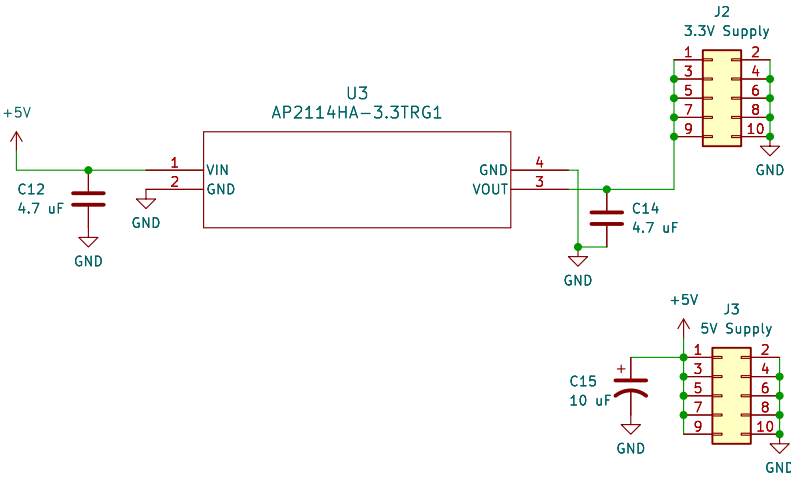 J2
3.3V Supply
1 2
3 4
5 6
7 8
9 10
GND
U3
AP2114HA-3.3TRG1
+5V
1 VIN
2 GND
GND 4
VOUT 3
C12
4.7 uF
GND
GND
C14
4.7 uF
GND
+5V
J3
5V Supply
1 2
3 4
5 6
7 8
9 10
+
C15
10 uF
GND
GND